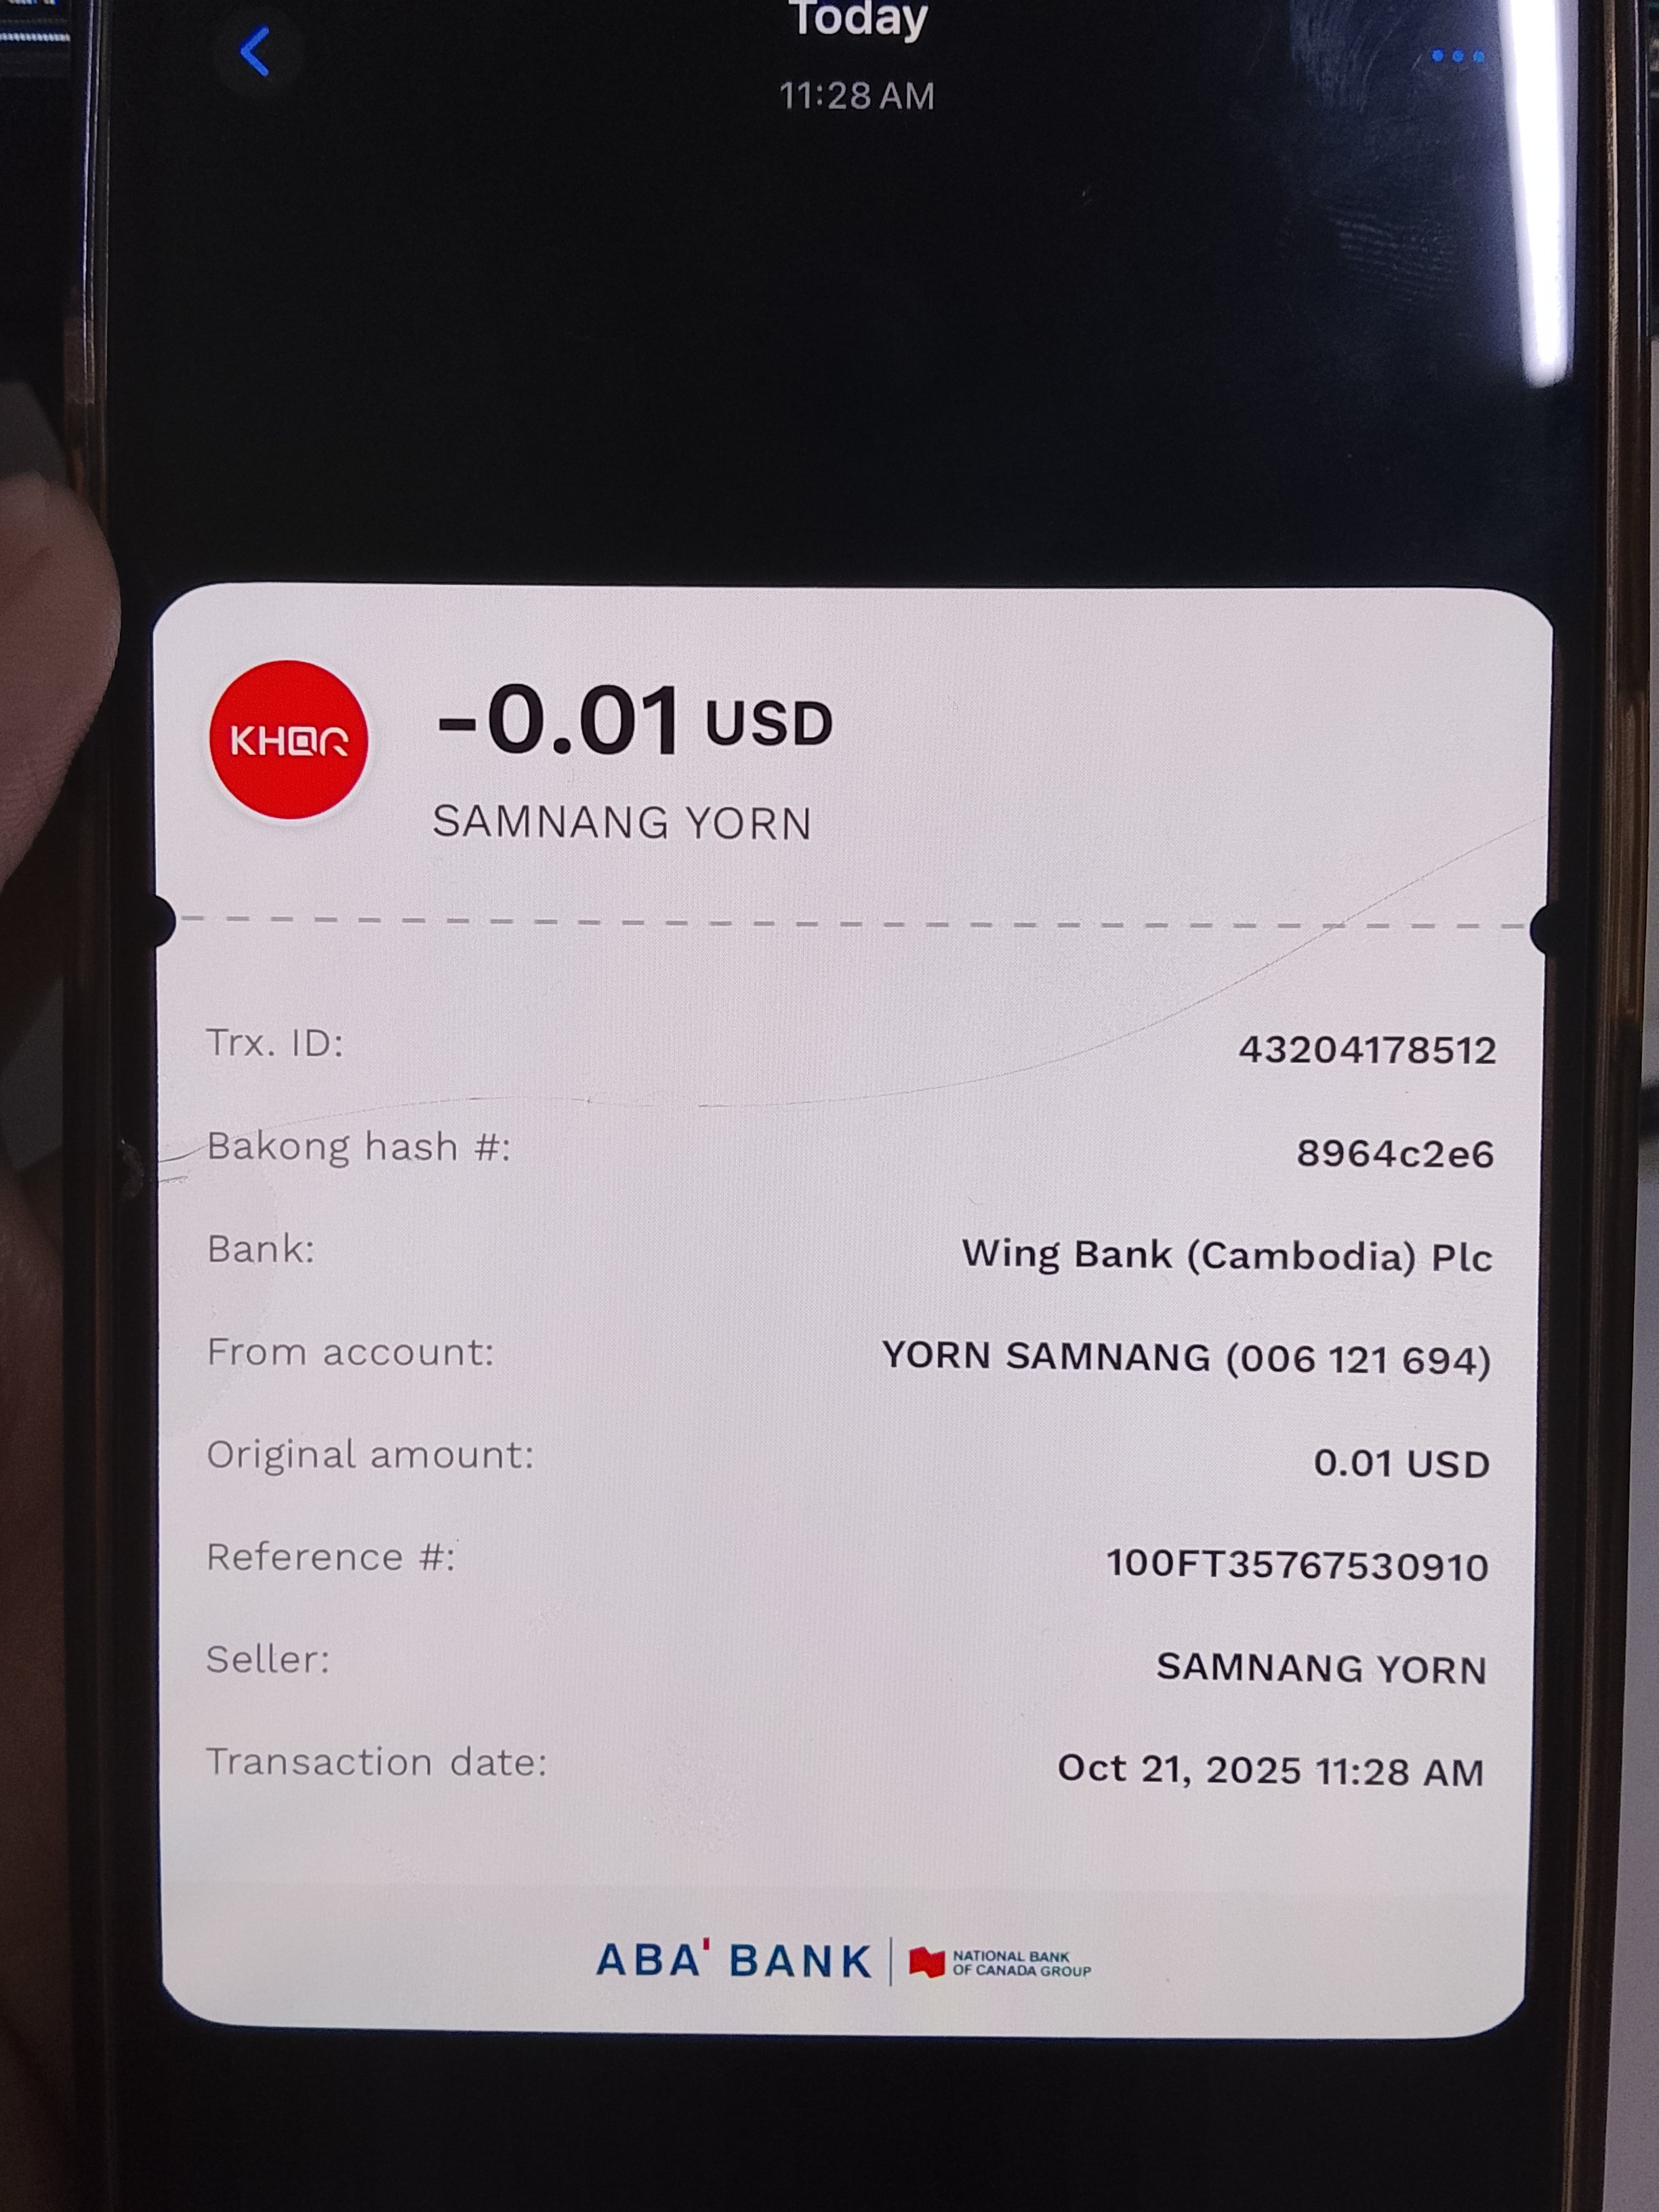 Today
11:28 AM
KHQR
-0.01 USD
SAMNANG YORN
Trx. ID: 43204178512
Bakong hash #: 8964c2e6
Bank: Wing Bank (Cambodia) Plc
From account: YORN SAMNANG (006 121 694)
Original amount: 0.01 USD
Reference #: 100FT35767530910
Seller: SAMNANG YORN
Transaction date: Oct 21, 2025 11:28 AM
ABA' BANK
NATIONAL BANK
OF CANADA GROUP